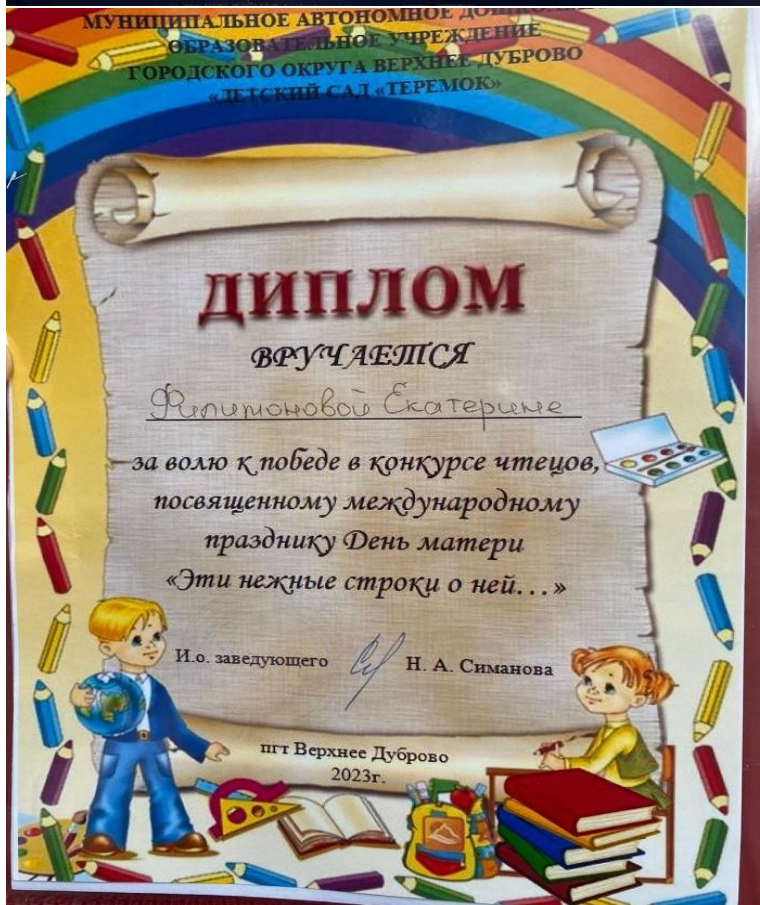 МУНИЦИПАЛЬНОЕ АВТОНОМНОЕ
ОБРАЗОВАТЕЛЬНОЕ УЧРЕЖДЕНИЕ
ГОРОДСКОГО ОКРУГА ВЕРХНЕЕ ДУБРОВО
«ДЕТСКИЙ САД «ТЕРЕМОК»
ДИПЛОМ
ВРУЧАЕТСЯ
Филимоновой Екатерине
за волю к победе в конкурсе чтецов,
посвященному международному
празднику День матери
«Эти нежные строки о ней...»
И.о. заведующего Н. А. Симанова
пгт Верхнее Дуброво
2023г.